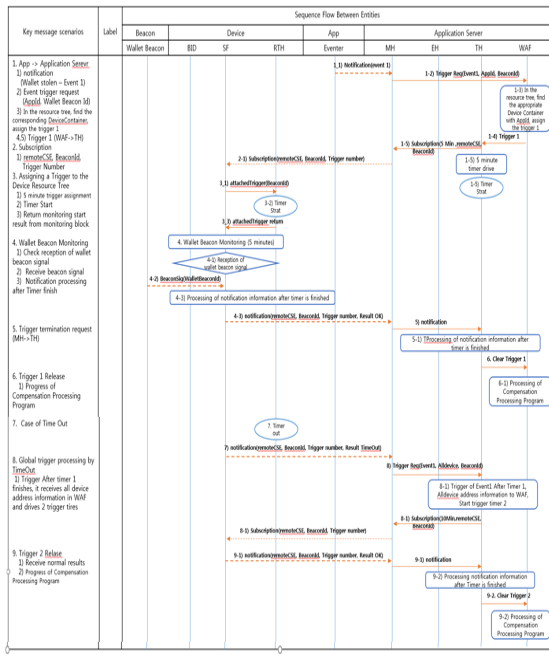 Sequence Flow Between Entities
Key message scenarios
Label
Beacon
Device
App
Application Server
Wallet Beacon
BID
SF
RTH
Eventer
MH
EH
TH
WAF
1. App -> Application Serevr
1) notification
(Wallet stolen – Event 1)
2) Event trigger request
(AppId, Wallet Beacon Id)
3) In the resource tree, find the
corresponding DeviceContainer,
assign the trigger 1
4,5) Trigger 1 (WAF->TH)
2. Subscription
1) remoteCSE, BeaconId,
Trigger Number
3. Assigning a Trigger to the
Device Resource Tree
1) 5 minute trigger assignment
2) Timer Start
3) Return monitoring start
result from monitoring block
4. Wallet Beacon Monitoring
1) Check reception of wallet
beacon signal
2) Receive beacon signal
3) Notification processing
after Timer finish
5. Trigger termination request
(MH->TH)
6. Trigger 1 Release
1) Progress of
Compensation Processing
Program
7. Case of Time Out
8. Global trigger processing by
TimeOut
1) Trigger After timer 1
finishes, it receives all device
address information in WAF
and drives 2 trigger tires
9. Trigger 2 Relase
1) Receive normal results
2) Progress of Compensation
Processing Program
1_1) Notification(event 1)
1-2) Trigger Req(Event1, AppId, BeaconId)
1-3) In the
resource tree, find
the appropriate
Device Container
with AppId, assign
the trigger 1
1-4) Trigger 1
1-5) Subscription(5 Min ,remoteCSE,
BeaconId)
1-5) 5 minute
timer drive
2-1) Subscription(remoteCSE, BeaconId, Trigger number)
1-5) Timer
Strat
3_1) attachedTrigger(BeaconId)
3-2) Timer
Strat
3_3) attachedTrigger return
4. Wallet Beacon Monitoring (5 minutes)
4-1) Reception of
wallet beacon signal
4-2) BeaconSig(WalletBeaconId)
4-3) Processing of notification information after timer is finished
4-3) notification(remoteCSE, BeaconId, Trigger number, Result OK)
5) notification
5-1) TProcessing of notification information after
timer is finished
6. Clear Trigger 1
6-1) Processing of
Compensation
Processing Program
7. Timer
out
7) notification(remoteCSE, BeaconId, Trigger number, Result TimeOut)
8) Trigger Req(Event1, Alldevice, BeaconId)
8-1) Trigger of Event1 After Timer 1,
Alldevice address information to WAF,
Start trigger timer 2
8-1) Subscription(10Min,remoteCSE,
BeaconId)
8-1) Subscription(remoteCSE, BeaconId, Trigger number)
9-1) notification(remoteCSE, BeaconId, Trigger number, Result OK)
9-1) notification
9-2) Processing notification information
after Timer is finished
9-2. Clear Trigger 2
9-2) Processing of
Compensation
Processing Program